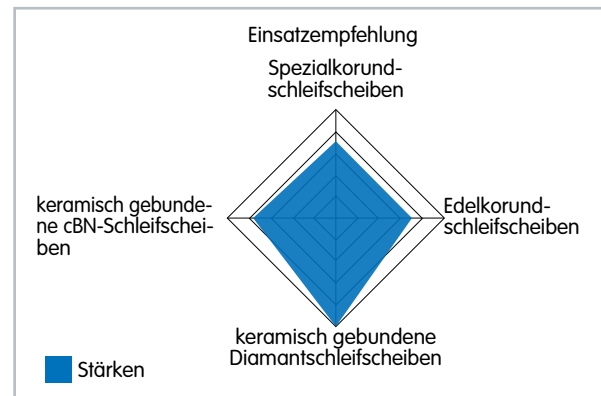 Einsatzempfehlung
Spezialkorund-
schleifscheiben
keramisch gebunde-
ne cBN-Schleifschei-
ben
Edelkorund-
schleifscheiben
keramisch gebundene
Diamantschleifscheiben
Stärken